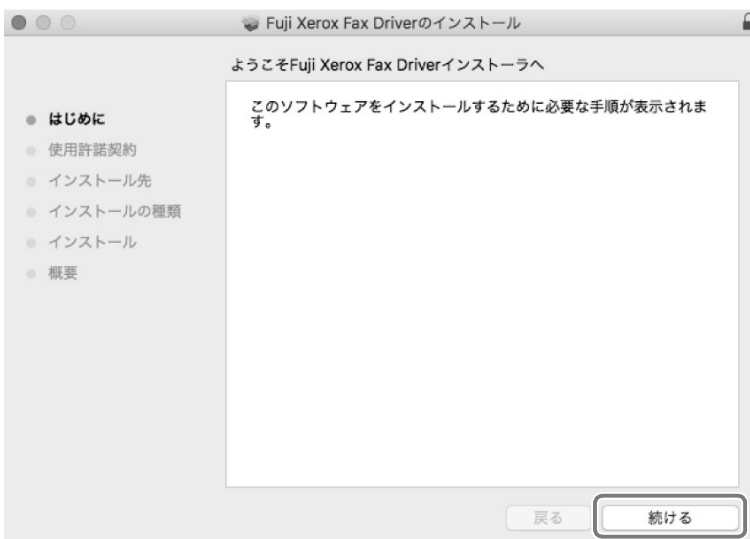 Fuji Xerox Fax Driverのインストール
ようこそFuji Xerox Fax Driverインストーラへ
はじめに
使用許諾契約
インストール先
インストールの種類
インストール
概要
このソフトウェアをインストールするために必要な手順が表示されま
す。
戻る
続ける